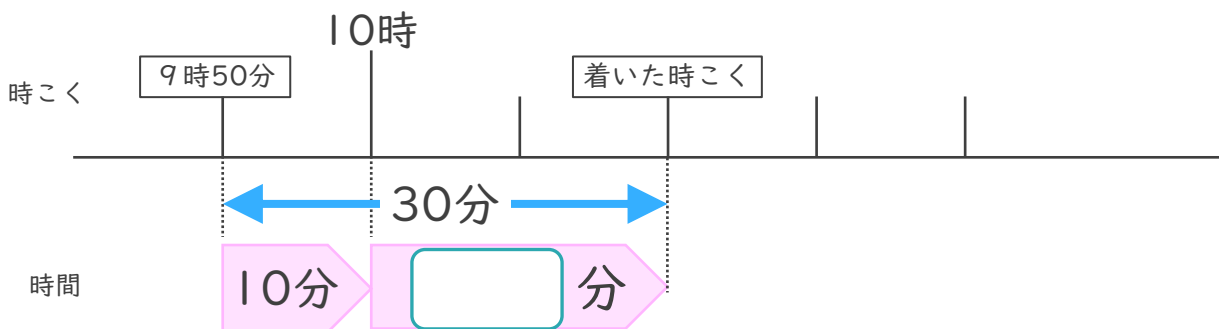 10時
9時50分
着いた時こく
時こく
30分
時間
10分
分